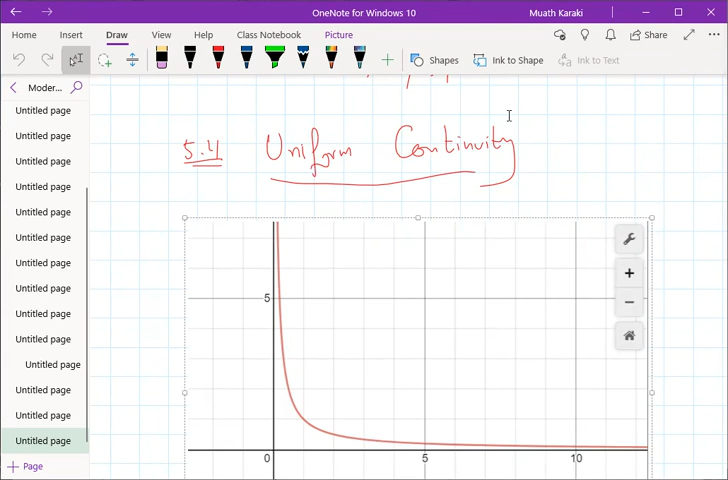 OneNote for Windows 10
Muath Karaki
Home Insert Draw View Help Class Notebook Picture Share
Shapes Ink to Shape Ink to Text
Moder...
Untitled page
Untitled page
Untitled page
Untitled page
Untitled page
Untitled page
Untitled page
Untitled page
Untitled page
Untitled page
Untitled page
Untitled page
Untitled page
Untitled page
+ Page
5.4 Uniform Continuity
5
0 5 10